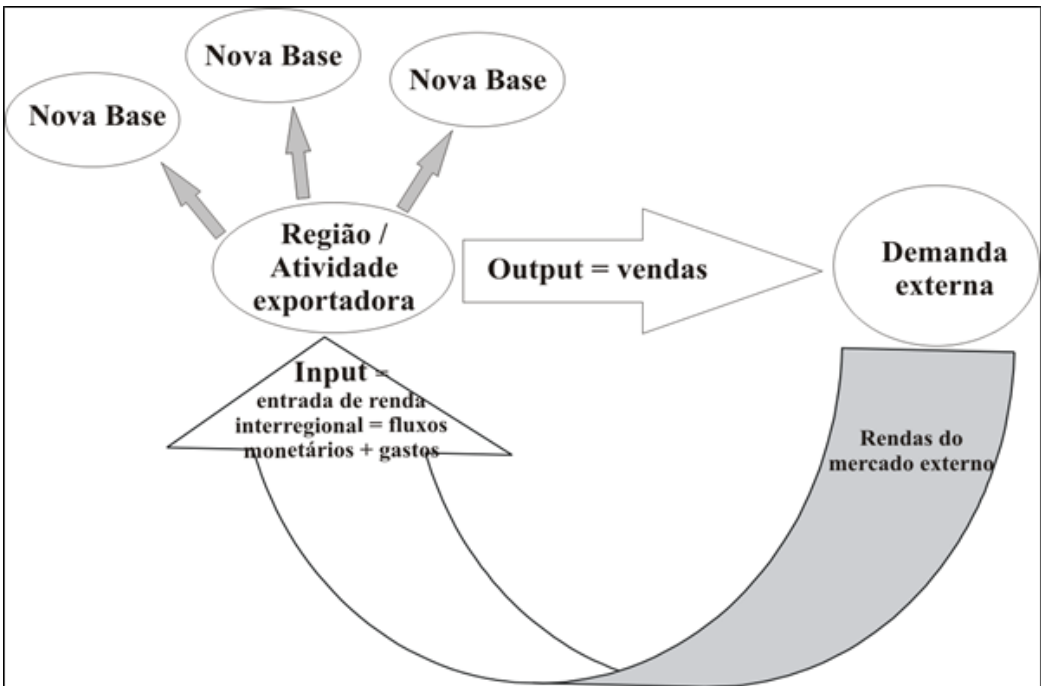 Nova Base
Nova Base
Nova Base
Região /
Atividade
exportadora
Output = vendas
Demanda
externa
Input =
entrada de renda
interregional = fluxos
monetários + gastos
Rendas do
mercado externo